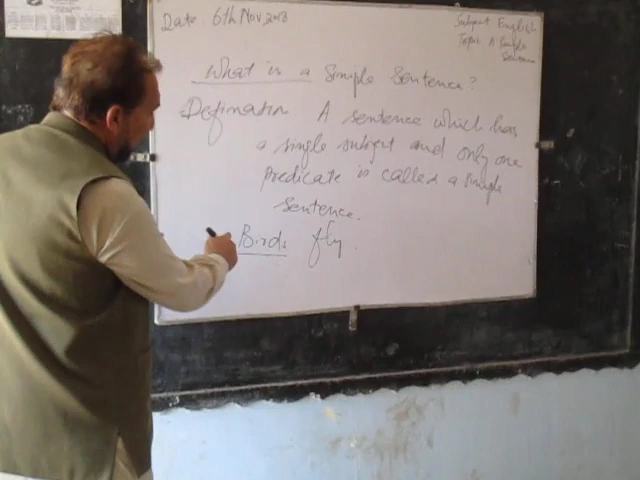 Date. 6th Nov, 2018
Subject English
Topic A Simple
Sentence
What is a Simple Sentence?
Defination A sentence which has
a single subject and only one
predicate is called a simple
sentence.
Birds fly.